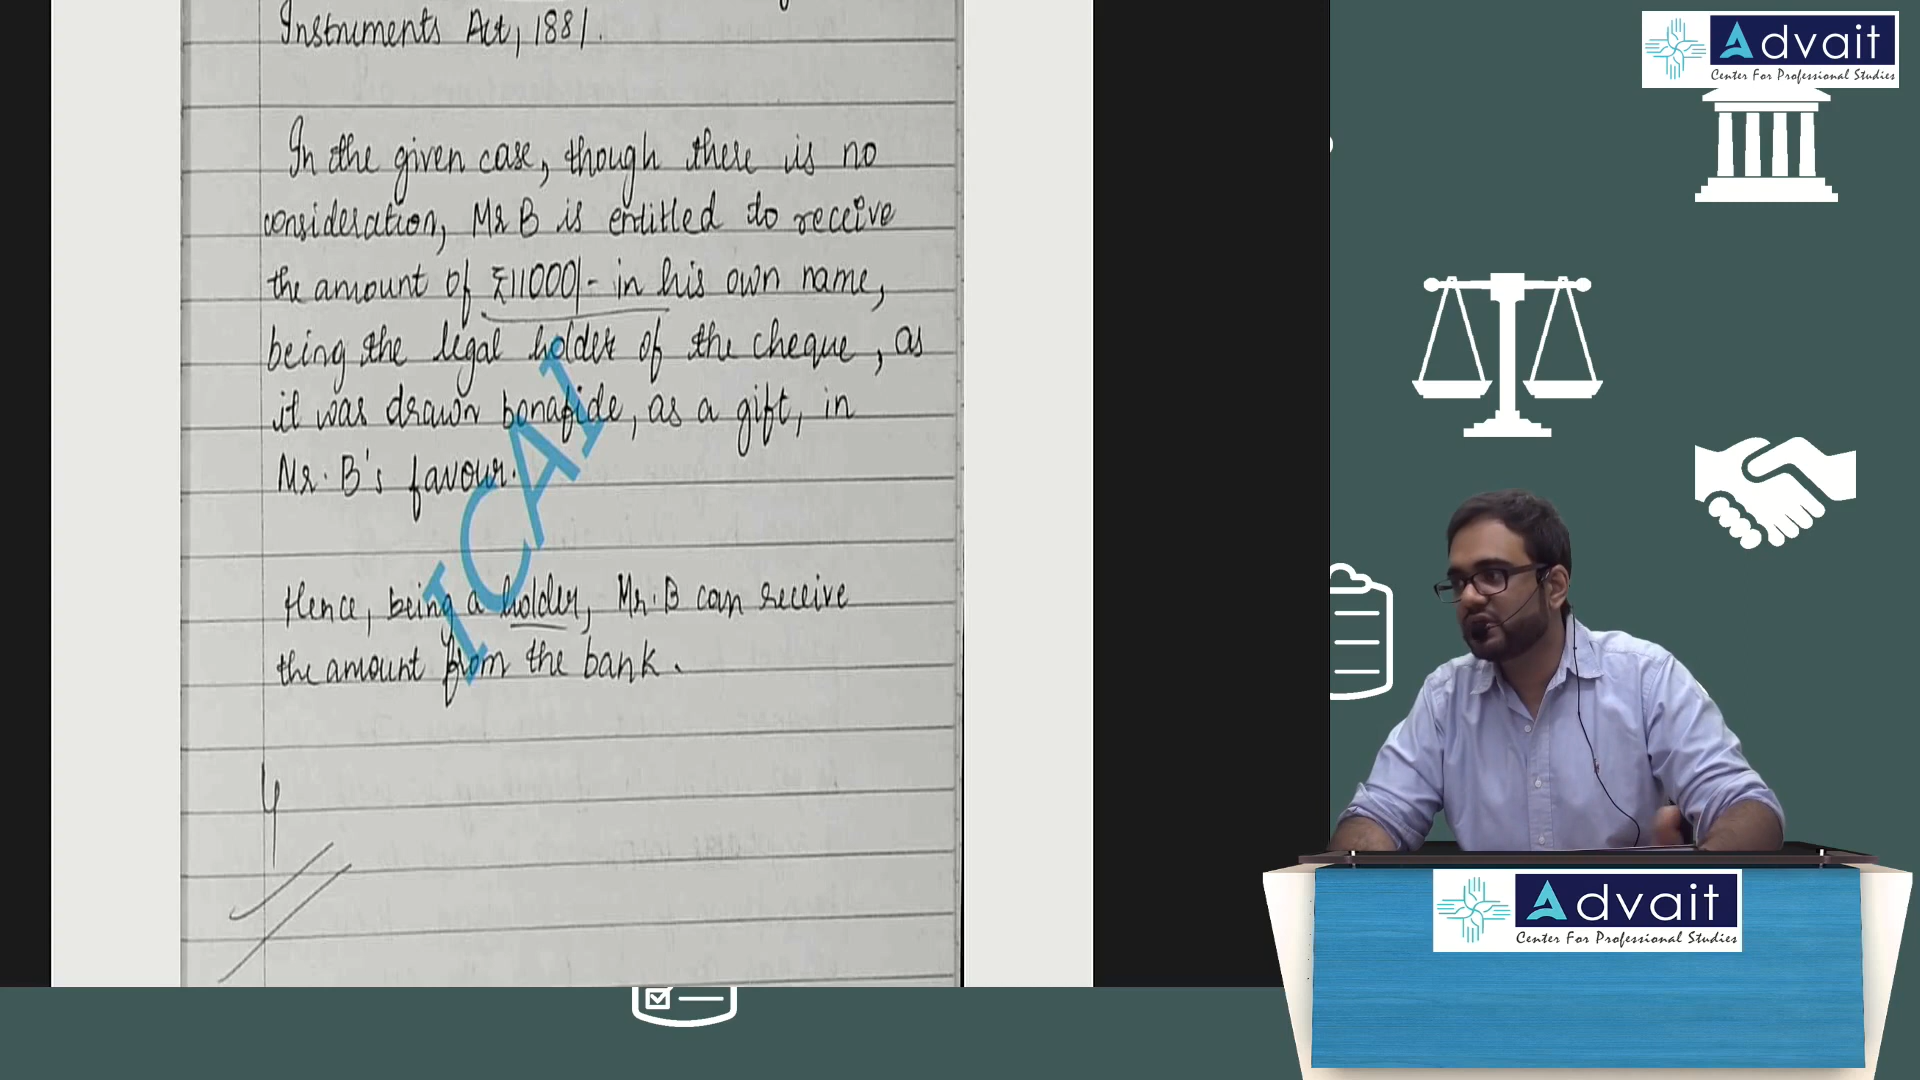 Instruments Act, 1881.
In the given case, though there is no
consideration, Mr B is entitled to receive
the amount of ₹11000/- in his own name,
being the legal holder of the cheque, as
it was drawn bonafide, as a gift, in
Mr. B's favour.
Hence, being a holder, Mr. B can receive
the amount from the bank.
ICAI
4
Advait
Center For Professional Studies
Advait
Center For Professional Studies